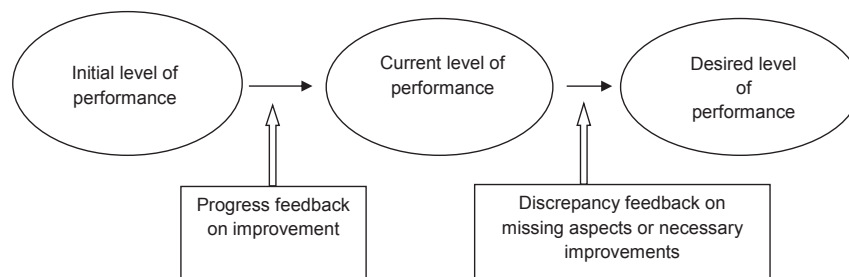 Initial level of
performance
Current level of
performance
Desired level
of
performance
Progress feedback
on improvement
Discrepancy feedback on
missing aspects or necessary
improvements